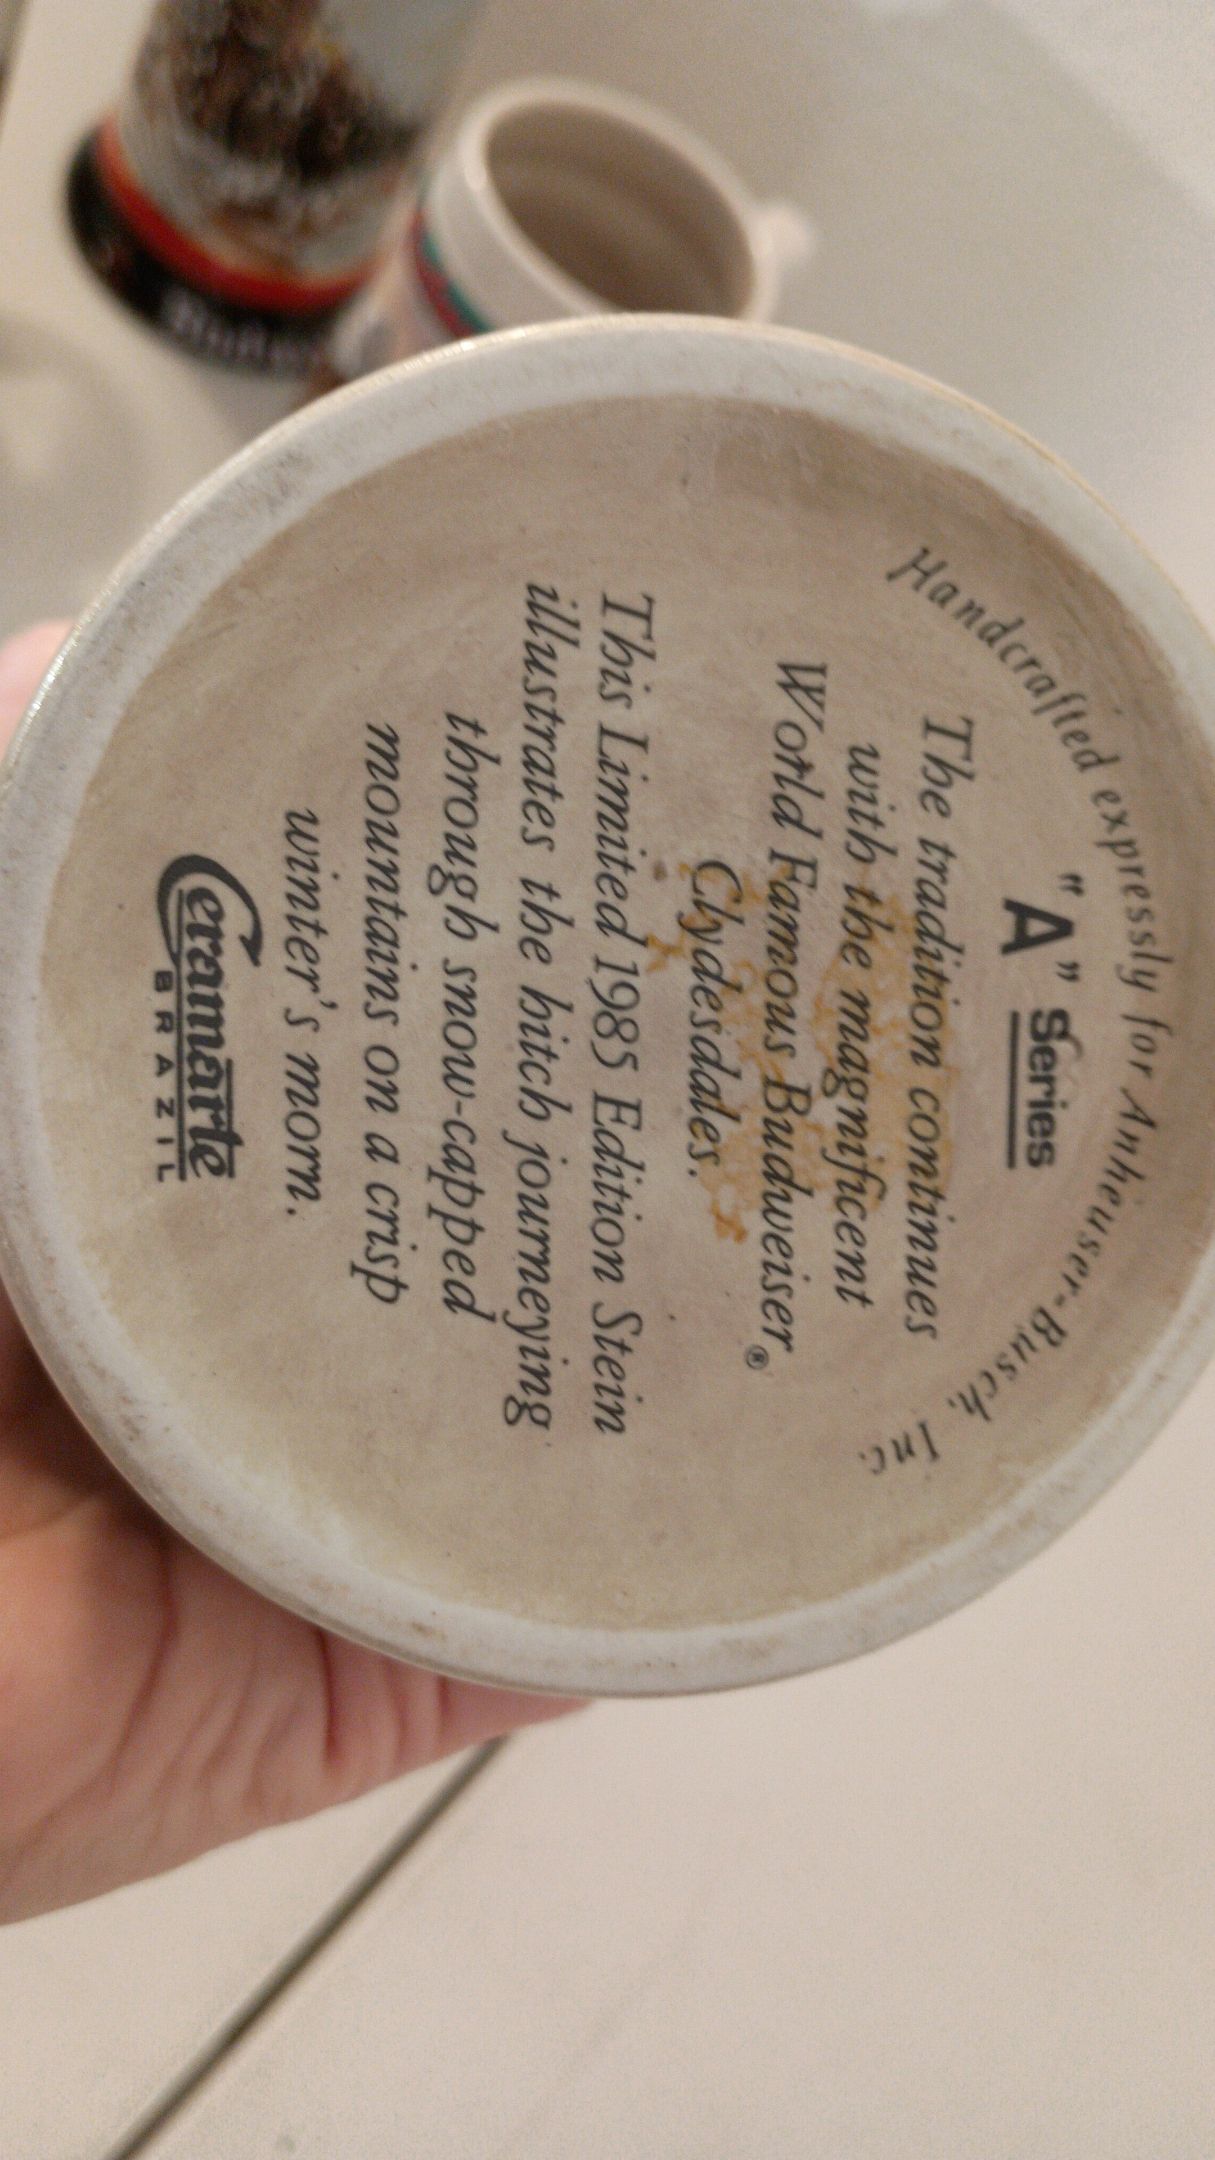 Handcrafted expressly for Anheuser-Busch, Inc.
"A" Series
The tradition continues
with the magnificent
World Famous Budweiser®
Clydesdales.
This Limited 1985 Edition Stein
illustrates the hitch journeying
through snow-capped
mountains on a crisp
winter's morn.
Ceramarte
BRAZIL